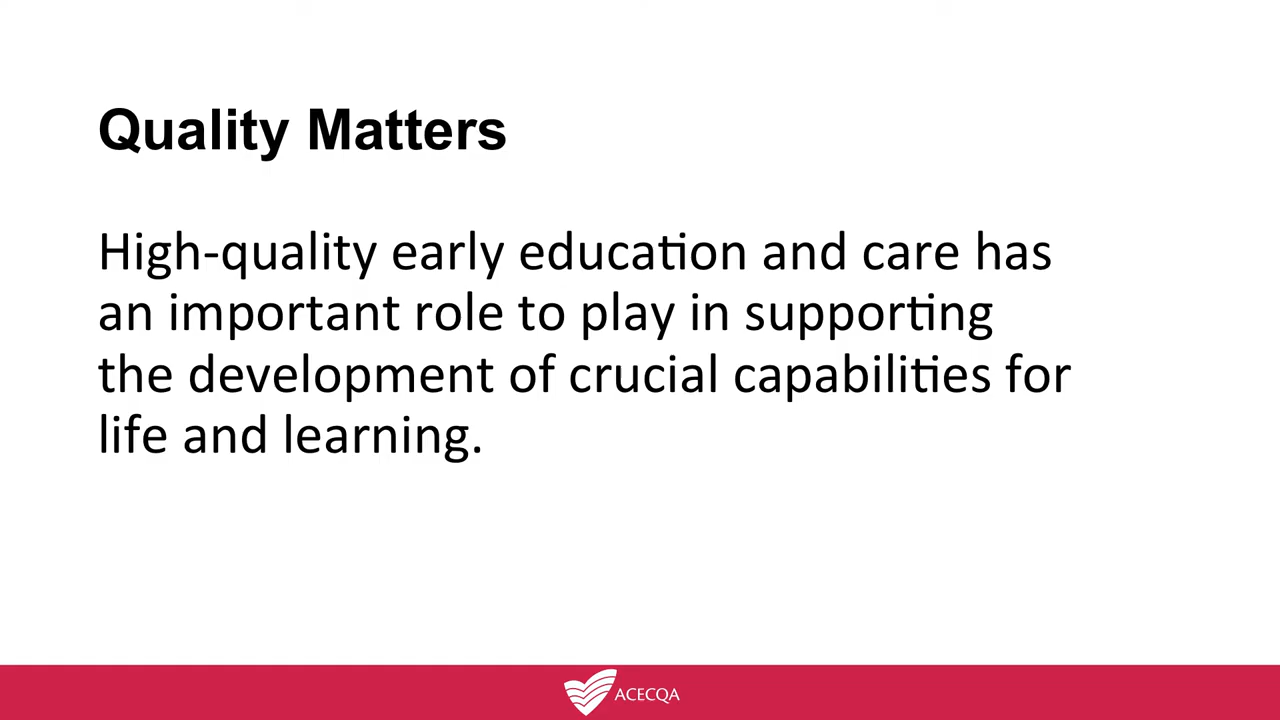 Quality Matters
High-quality early education and care has
an important role to play in supporting
the development of crucial capabilities for
life and learning.
ACECQA